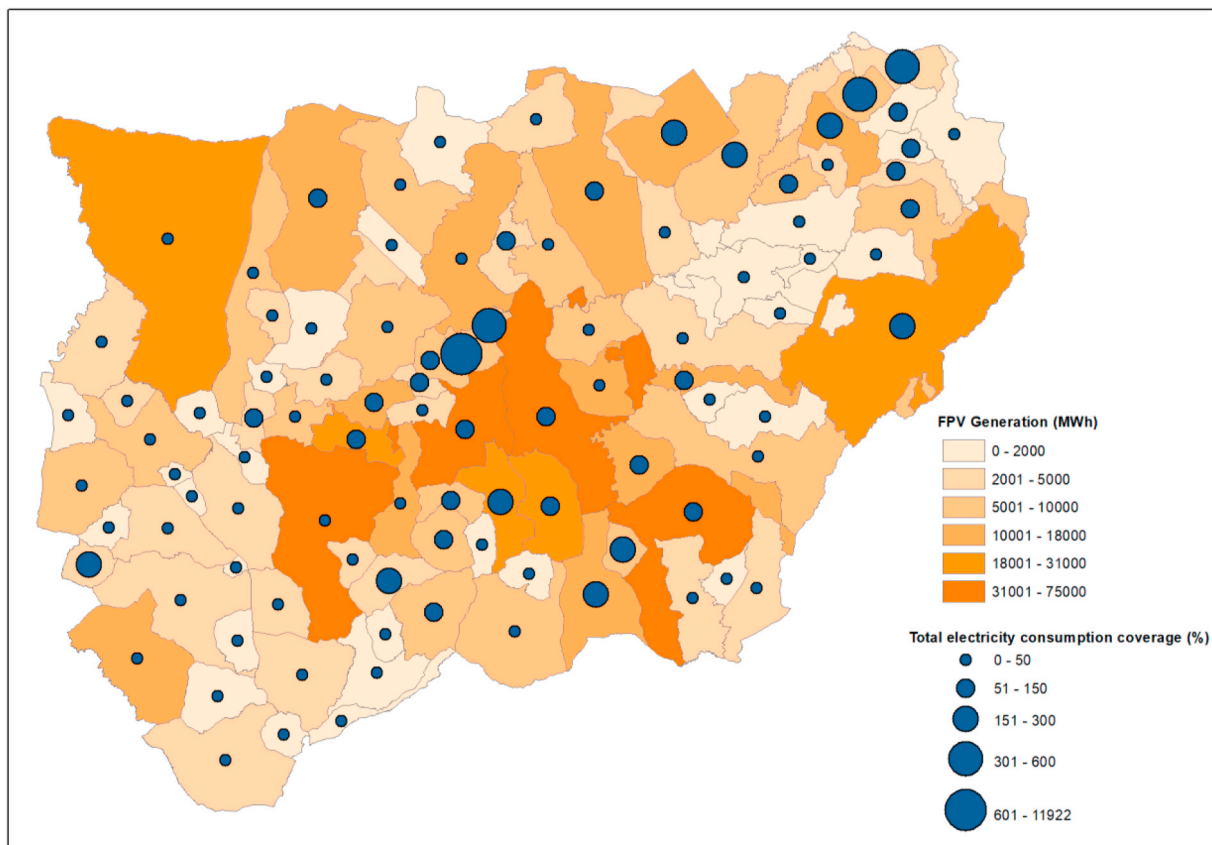 FPV Generation (MWh)
0 - 2000
2001 - 5000
5001 - 10000
10001 - 18000
18001 - 31000
31001 - 75000
Total electricity consumption coverage (%)
0 - 50
51 - 150
151 - 300
301 - 600
601 - 11922